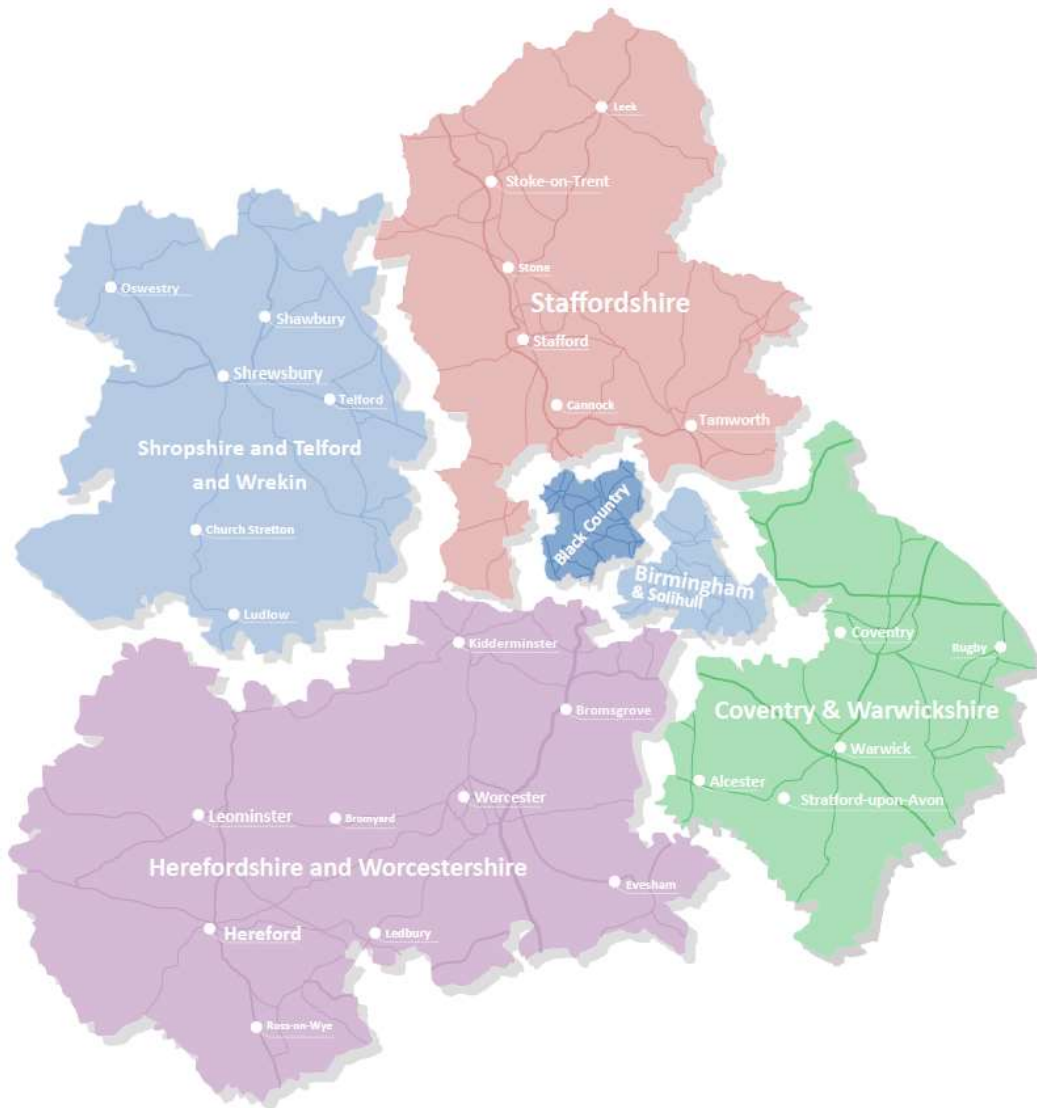 Leek
Stoke-on-Trent
Stone
Staffordshire
Stafford
Cannock
Tamworth
Oswestry
Shawbury
Shrewsbury
Telford
Shropshire and Telford
and Wrekin
Church Stretton
Ludlow
Black Country
Birmingham
& Solihull
Coventry
Rugby
Coventry & Warwickshire
Warwick
Alcester
Stratford-upon-Avon
Kidderminster
Bromsgrove
Worcester
Leominster
Bromyard
Herefordshire and Worcestershire
Evesham
Hereford
Ledbury
Ross-on-Wye